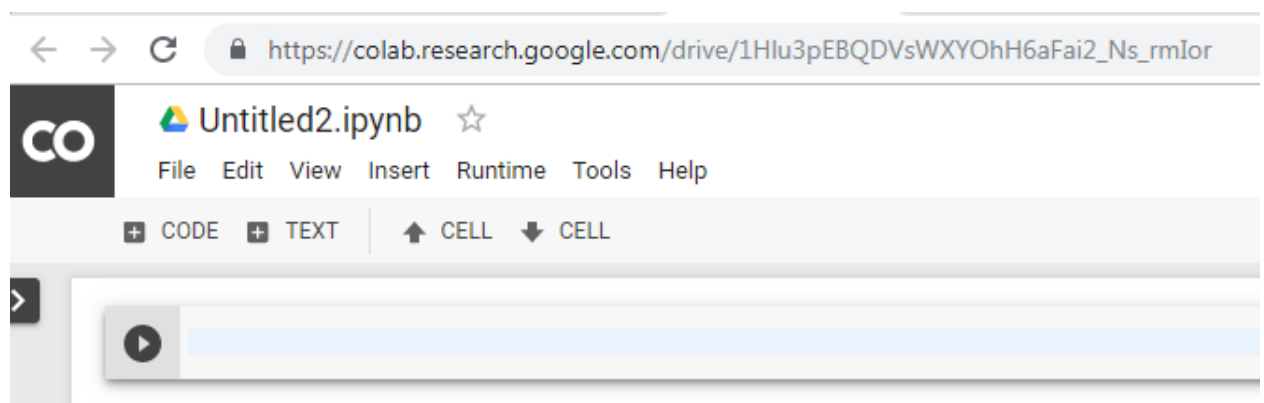 https://colab.research.google.com/drive/1Hlu3pEBQDVsWXYOhH6aFai2_Ns_rmIor
CO Untitled2.ipynb
File Edit View Insert Runtime Tools Help
CODE TEXT CELL CELL